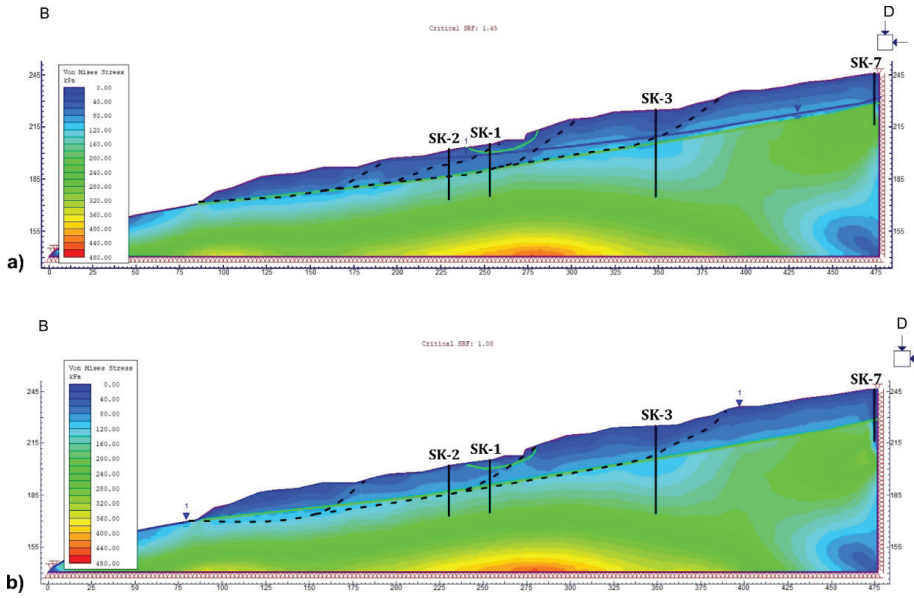 B
D
Critical SRF: 1.45
Von Mises Stress
kPa
0.00
40.00
80.00
120.00
160.00
200.00
240.00
280.00
320.00
360.00
400.00
440.00
480.00
245
215
185
155
SK-2
SK-1
SK-3
SK-7
1
a)
0 25 50 75 100 125 150 175 200 225 250 275 300 325 350 375 400 425 450 475
B
D
Critical SRF: 1.00
Von Mises Stress
kPa
0.00
40.00
80.00
120.00
160.00
200.00
240.00
280.00
320.00
360.00
400.00
440.00
480.00
245
215
185
155
1
SK-2
SK-1
SK-3
1
SK-7
b)
0 25 50 75 100 125 150 175 200 225 250 275 300 325 350 375 400 425 450 475